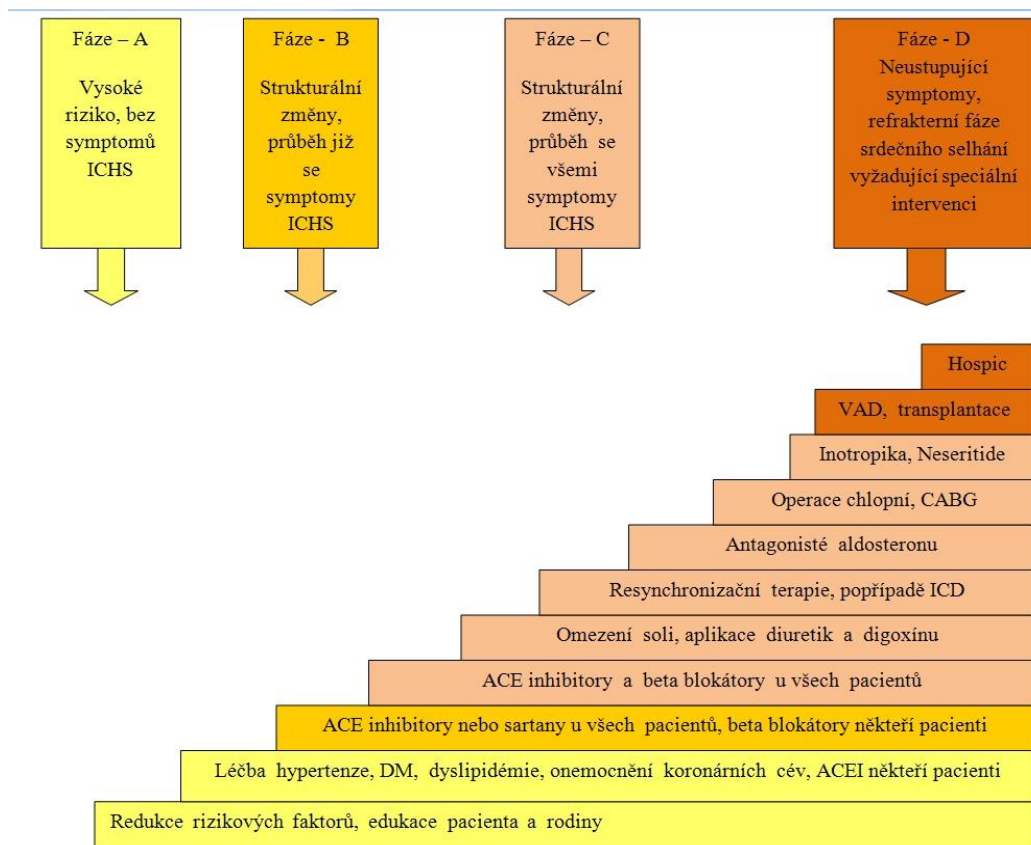 Fáze – A
Vysoké
riziko, bez
symptomů
ICHS
Fáze - B
Strukturální
změny,
průběh již
se
symptomy
ICHS
Fáze – C
Strukturální
změny,
průběh se
všemi
symptomy
ICHS
Fáze - D
Neustupující
symptomy,
refrakterní fáze
srdečního selhání
vyžadující speciální
intervenci
Hospic
VAD, transplantace
Inotropika, Neseritide
Operace chlopní, CABG
Antagonisté aldosteronu
Resynchronizační terapie, popřípadě ICD
Omezení soli, aplikace diuretik a digoxínu
ACE inhibitory a beta blokátory u všech pacientů
ACE inhibitory nebo sartany u všech pacientů, beta blokátory někteří pacienti
Léčba hypertenze, DM, dyslipidémie, onemocnění koronárních cév, ACEI někteří pacienti
Redukce rizikových faktorů, edukace pacienta a rodiny